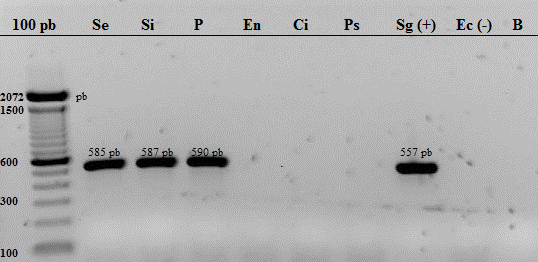 100 pb Se Si P En Ci Ps Sg (+) Ec (-) B
2072 pb
1500
585 pb 587 pb 590 pb 557 pb
600
300
100